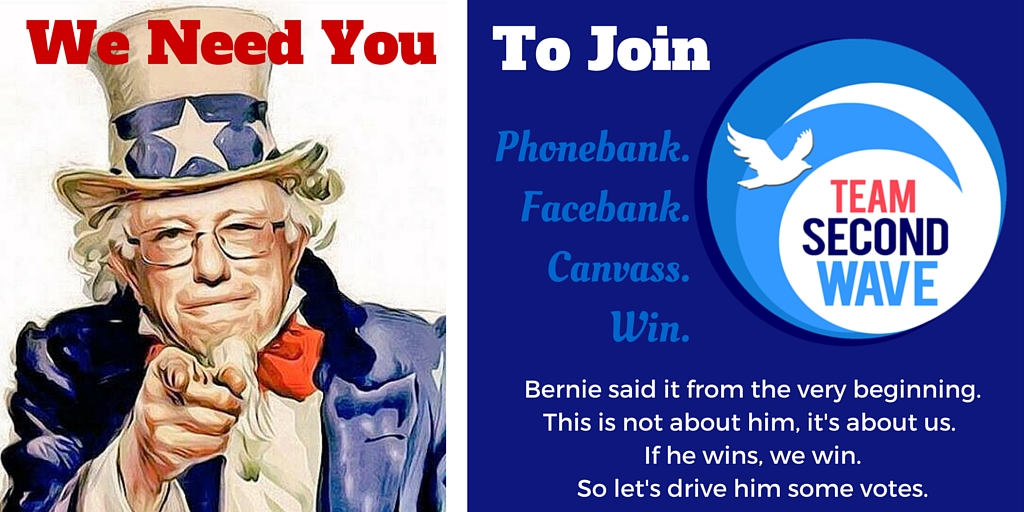 We Need You
To Join
Phonebank.
Facebank.
Canvass.
Win.
TEAM
SECOND
WAVE
Bernie said it from the very beginning.
This is not about him, it's about us.
If he wins, we win.
So let's drive him some votes.